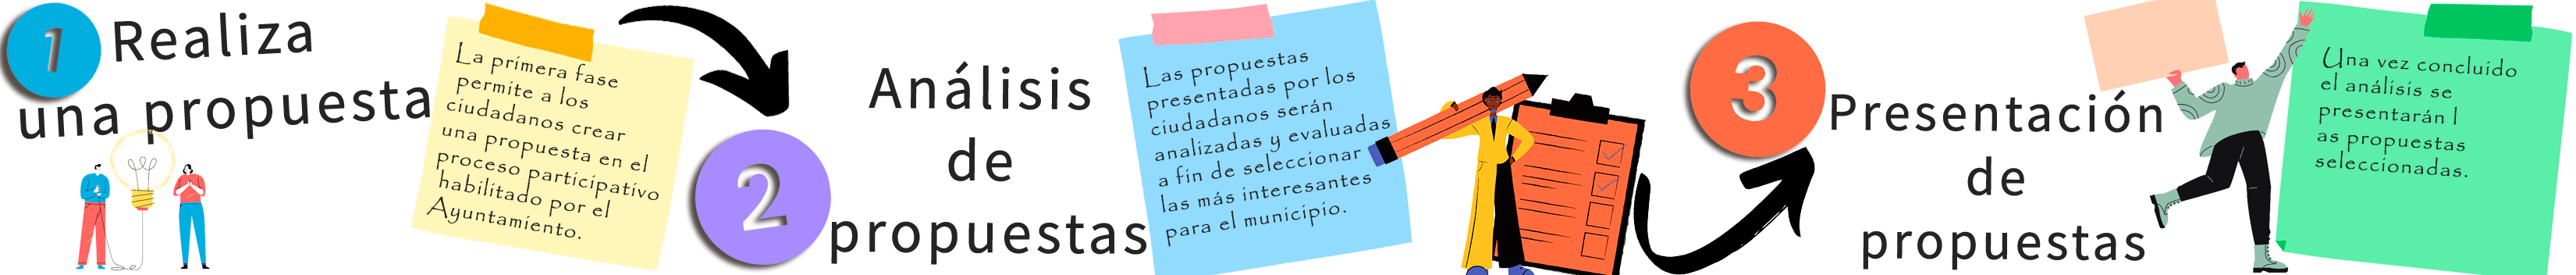 1
Realiza
una propuesta
La primera fase
permite a los
ciudadanos crear
una propuesta en el
proceso participativo
habilitado por el
Ayuntamiento.
2
Análisis
de
propuestas
Las propuestas
presentadas por los
ciudadanos serán
analizadas y evaluadas
a fin de seleccionar
las más interesantes
para el municipio.
3
Presentación
de
propuestas
Una vez concluido
el análisis se
presentarán l
as propuestas
seleccionadas.